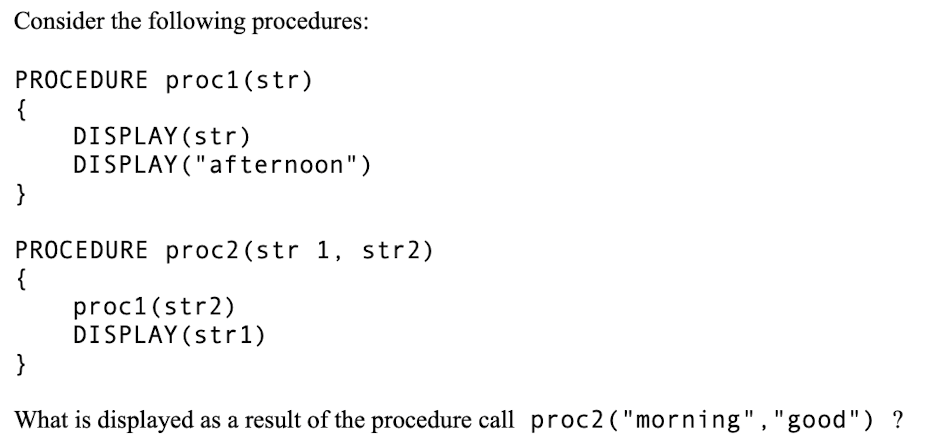 Consider the following procedures:
PROCEDURE proc1(str)
{
DISPLAY(str)
DISPLAY("afternoon")
}
PROCEDURE proc2(str 1, str2)
{
proc1(str2)
DISPLAY(str1)
}
What is displayed as a result of the procedure call proc2("morning","good") ?